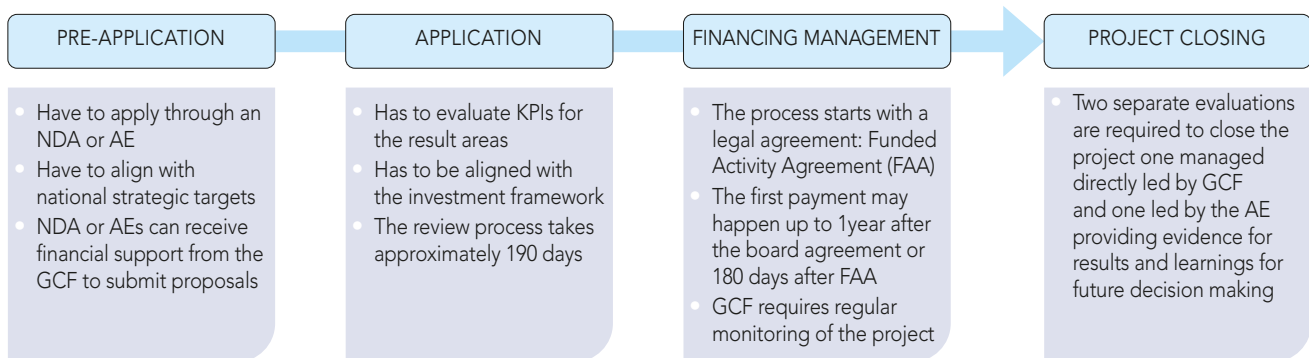 PRE-APPLICATION
Have to apply through an
NDA or AE
Have to align with
national strategic targets
NDA or AEs can receive
financial support from the
GCF to submit proposals
APPLICATION
Has to evaluate KPIs for
the result areas
Has to be aligned with
the investment framework
The review process takes
approximately 190 days
FINANCING MANAGEMENT
The process starts with a
legal agreement: Funded
Activity Agreement (FAA)
The first payment may
happen up to 1year after
the board agreement or
180 days after FAA
GCF requires regular
monitoring of the project
PROJECT CLOSING
Two separate evaluations
are required to close the
project one managed
directly led by GCF
and one led by the AE
providing evidence for
results and learnings for
future decision making